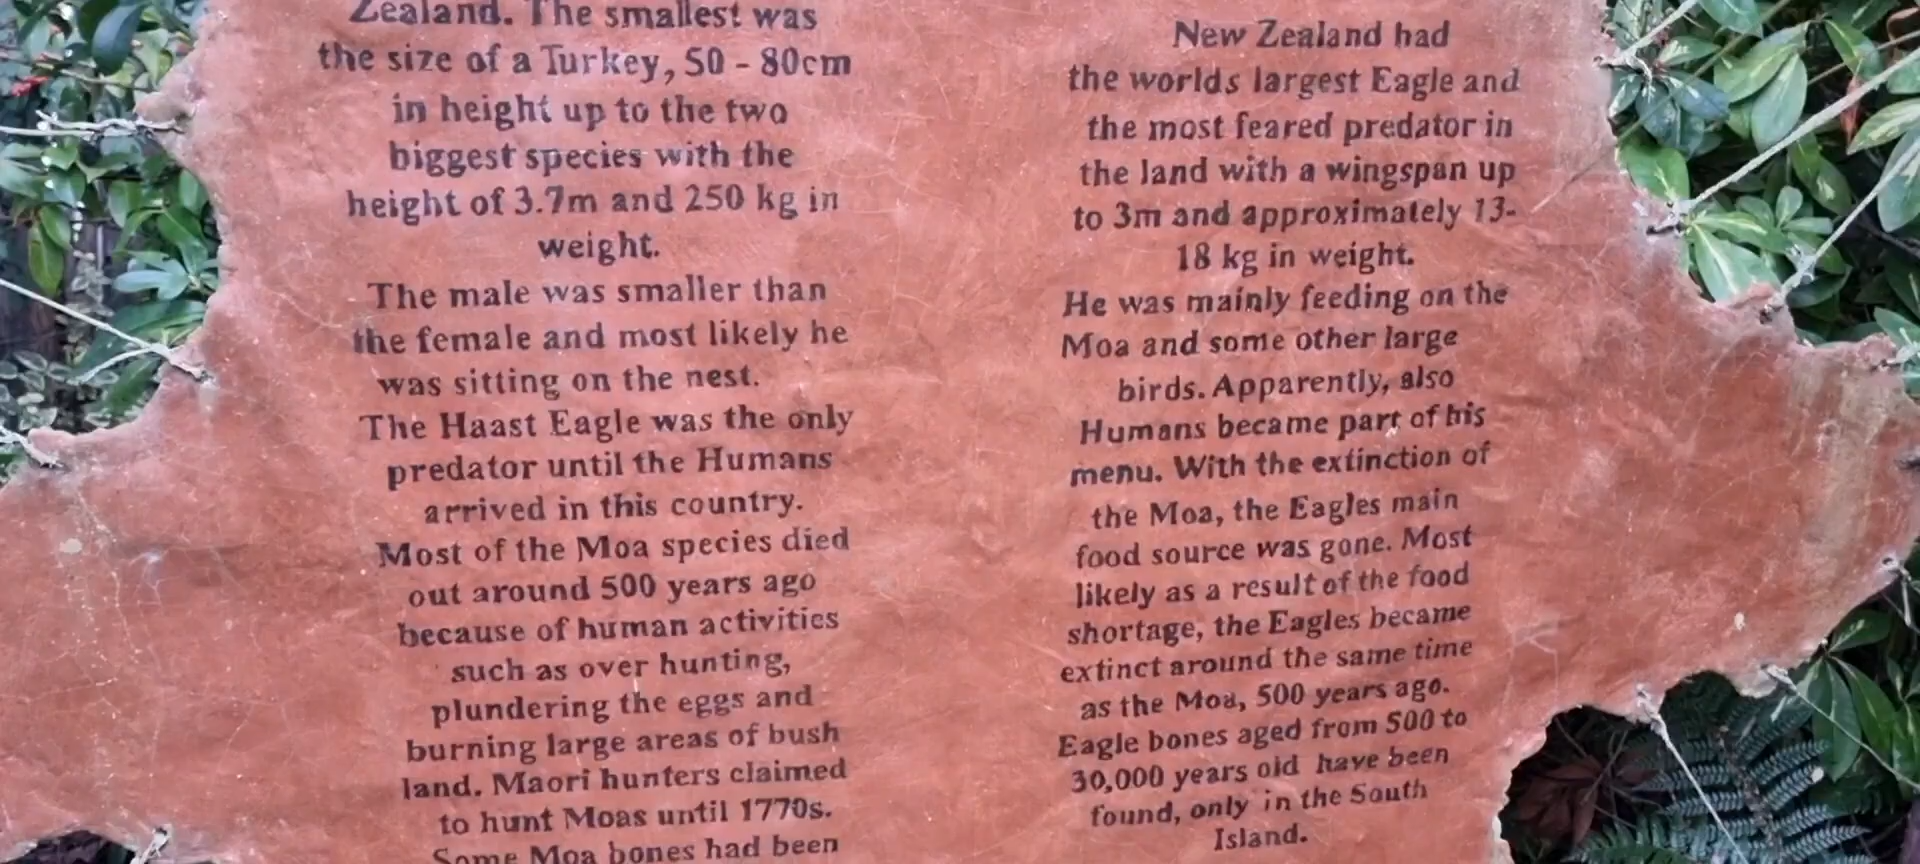 Zealand. The smallest was
the size of a Turkey, 50 - 80cm
in height up to the two
biggest species with the
height of 3.7m and 250 kg in
weight.
The male was smaller than
the female and most likely he
was sitting on the nest.
The Haast Eagle was the only
predator until the Humans
arrived in this country.
Most of the Moa species died
out around 500 years ago
because of human activities
such as over hunting,
plundering the eggs and
burning large areas of bush
land. Maori hunters claimed
to hunt Moas until 1770s.
Some Moa bones had been
New Zealand had
the worlds largest Eagle and
the most feared predator in
the land with a wingspan up
to 3m and approximately 13-
18 kg in weight.
He was mainly feeding on the
Moa and some other large
birds. Apparently, also
Humans became part of his
menu. With the extinction of
the Moa, the Eagles main
food source was gone. Most
likely as a result of the food
shortage, the Eagles became
extinct around the same time
as the Moa, 500 years ago.
Eagle bones aged from 500 to
30,000 years old have been
found, only in the South
Island.